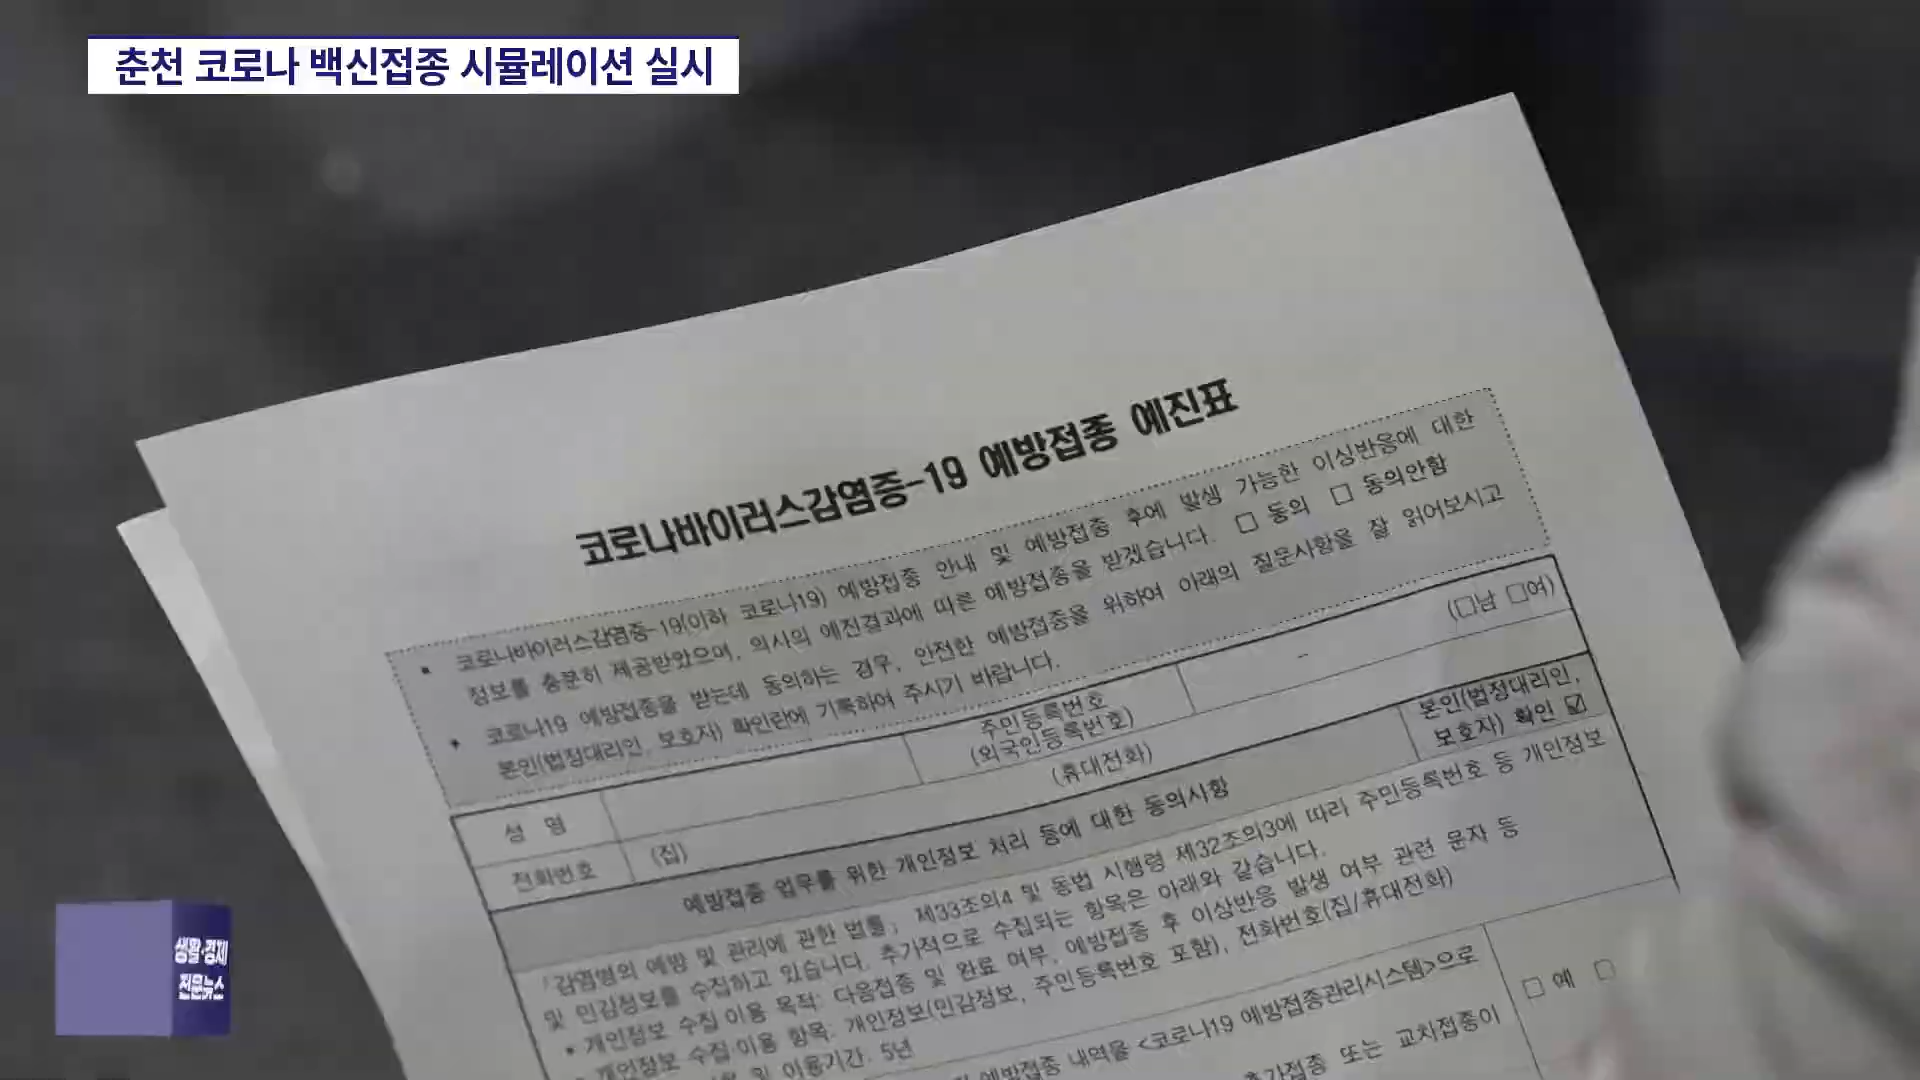 춘천 코로나 백신접종 시뮬레이션 실시
코로나바이러스감염증-19 예방접종 예진표
• 코로나바이러스감염증-19(이하 코로나19) 예방접종 안내 및 예방접종 후에 발생 가능한 이상반응에 대한
정보를 충분히 제공받았으며, 의사의 예진결과에 따른 예방접종을 받겠습니다. □ 동의 □ 동의안함
• 코로나19 예방접종을 받는데 동의하는 경우, 안전한 예방접종을 위하여 아래의 질문사항을 잘 읽어보시고
본인(법정대리인, 보호자) 확인란에 기록하여 주시기 바랍니다.
성 명
주민등록번호
(외국인등록번호)
-
(□남 □여)
전화번호
(집)
(휴대전화)
예방접종 업무를 위한 개인정보 처리 등에 대한 동의사항
본인(법정대리인,
보호자) 확인 ☑
「감염병의 예방 및 관리에 관한 법률」 제33조의4 및 동법 시행령 제32조의3에 따라 주민등록번호 등 개인정보
및 민감정보를 수집하고 있습니다. 추가적으로 수집되는 항목은 아래와 같습니다.
• 개인정보 수집·이용 목적: 다음접종 및 완료 여부, 예방접종 후 이상반응 발생 여부 관련 문자 등
• 개인정보 수집·이용 항목: 개인정보(민감정보, 주민등록번호 포함), 전화번호(집/휴대전화)
및 이용기간: 5년
예방접종 내역을 <코로나19 예방접종관리시스템>으로
□ 예 □
추가접종 또는 교차접종이
생활·경제
전문뉴스